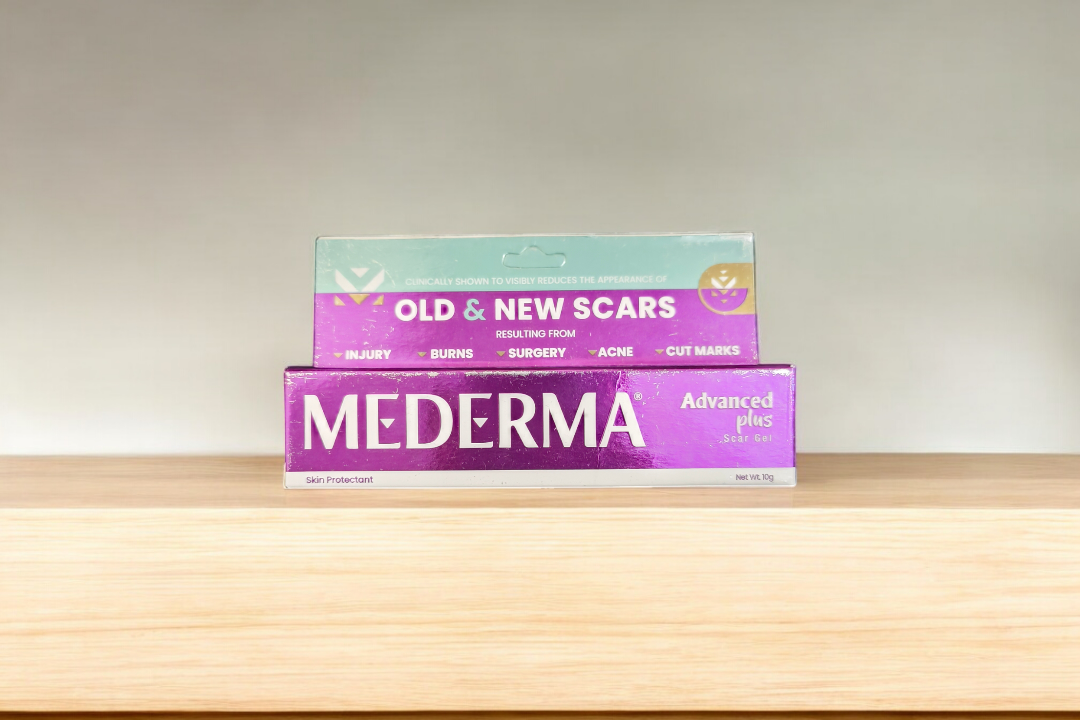 CLINICALLY SHOWN TO VISIBLY REDUCES THE APPEARANCE OF
OLD & NEW SCARS
RESULTING FROM
INJURY BURNS SURGERY ACNE CUT MARKS
MEDERMA®
Advanced
plus
Scar Gel
Skin Protectant
Net Wt. 10g